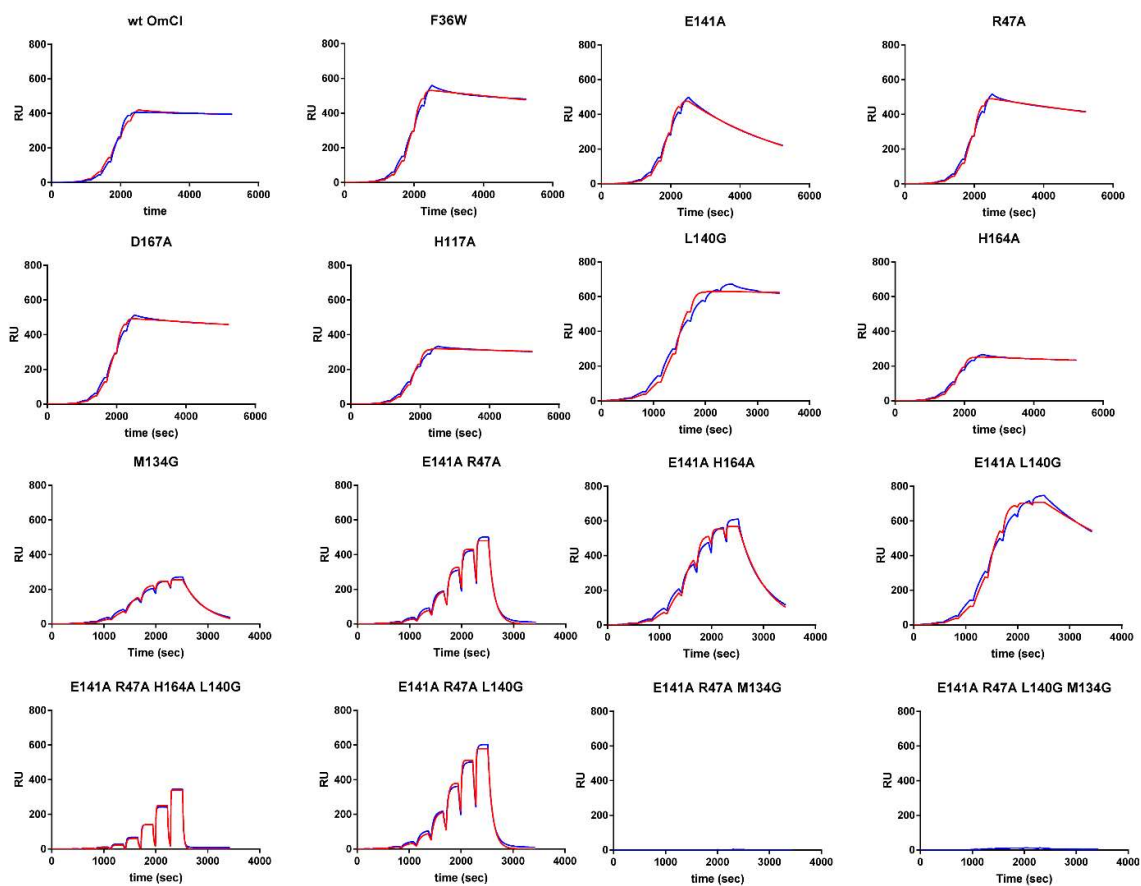 wt OmCI
F36W
E141A
R47A
800
600
400
200
0
RU
0 2000 4000 6000
time
800
600
400
200
0
RU
0 2000 4000 6000
Time (sec)
800
600
400
200
0
RU
0 2000 4000 6000
Time (sec)
800
600
400
200
0
RU
0 2000 4000 6000
Time (sec)
D167A
H117A
L140G
H164A
800
600
400
200
0
RU
0 2000 4000 6000
time (sec)
800
600
400
200
0
RU
0 2000 4000 6000
time (sec)
800
600
400
200
0
RU
0 1000 2000 3000 4000
time (sec)
800
600
400
200
0
RU
0 2000 4000 6000
time (sec)
M134G
E141A R47A
E141A H164A
E141A L140G
800
600
400
200
0
RU
0 1000 2000 3000 4000
Time (sec)
800
600
400
200
0
RU
0 1000 2000 3000 4000
Time (sec)
800
600
400
200
0
RU
0 1000 2000 3000 4000
Time (sec)
800
600
400
200
0
RU
0 1000 2000 3000 4000
Time (sec)
E141A R47A H164A L140G
E141A R47A L140G
E141A R47A M134G
E141A R47A L140G M134G
800
600
400
200
0
RU
0 1000 2000 3000 4000
time (sec)
800
600
400
200
0
RU
0 1000 2000 3000 4000
time (sec)
800
600
400
200
0
RU
0 1000 2000 3000 4000
time (sec)
800
600
400
200
0
RU
0 1000 2000 3000 4000
Time (sec)